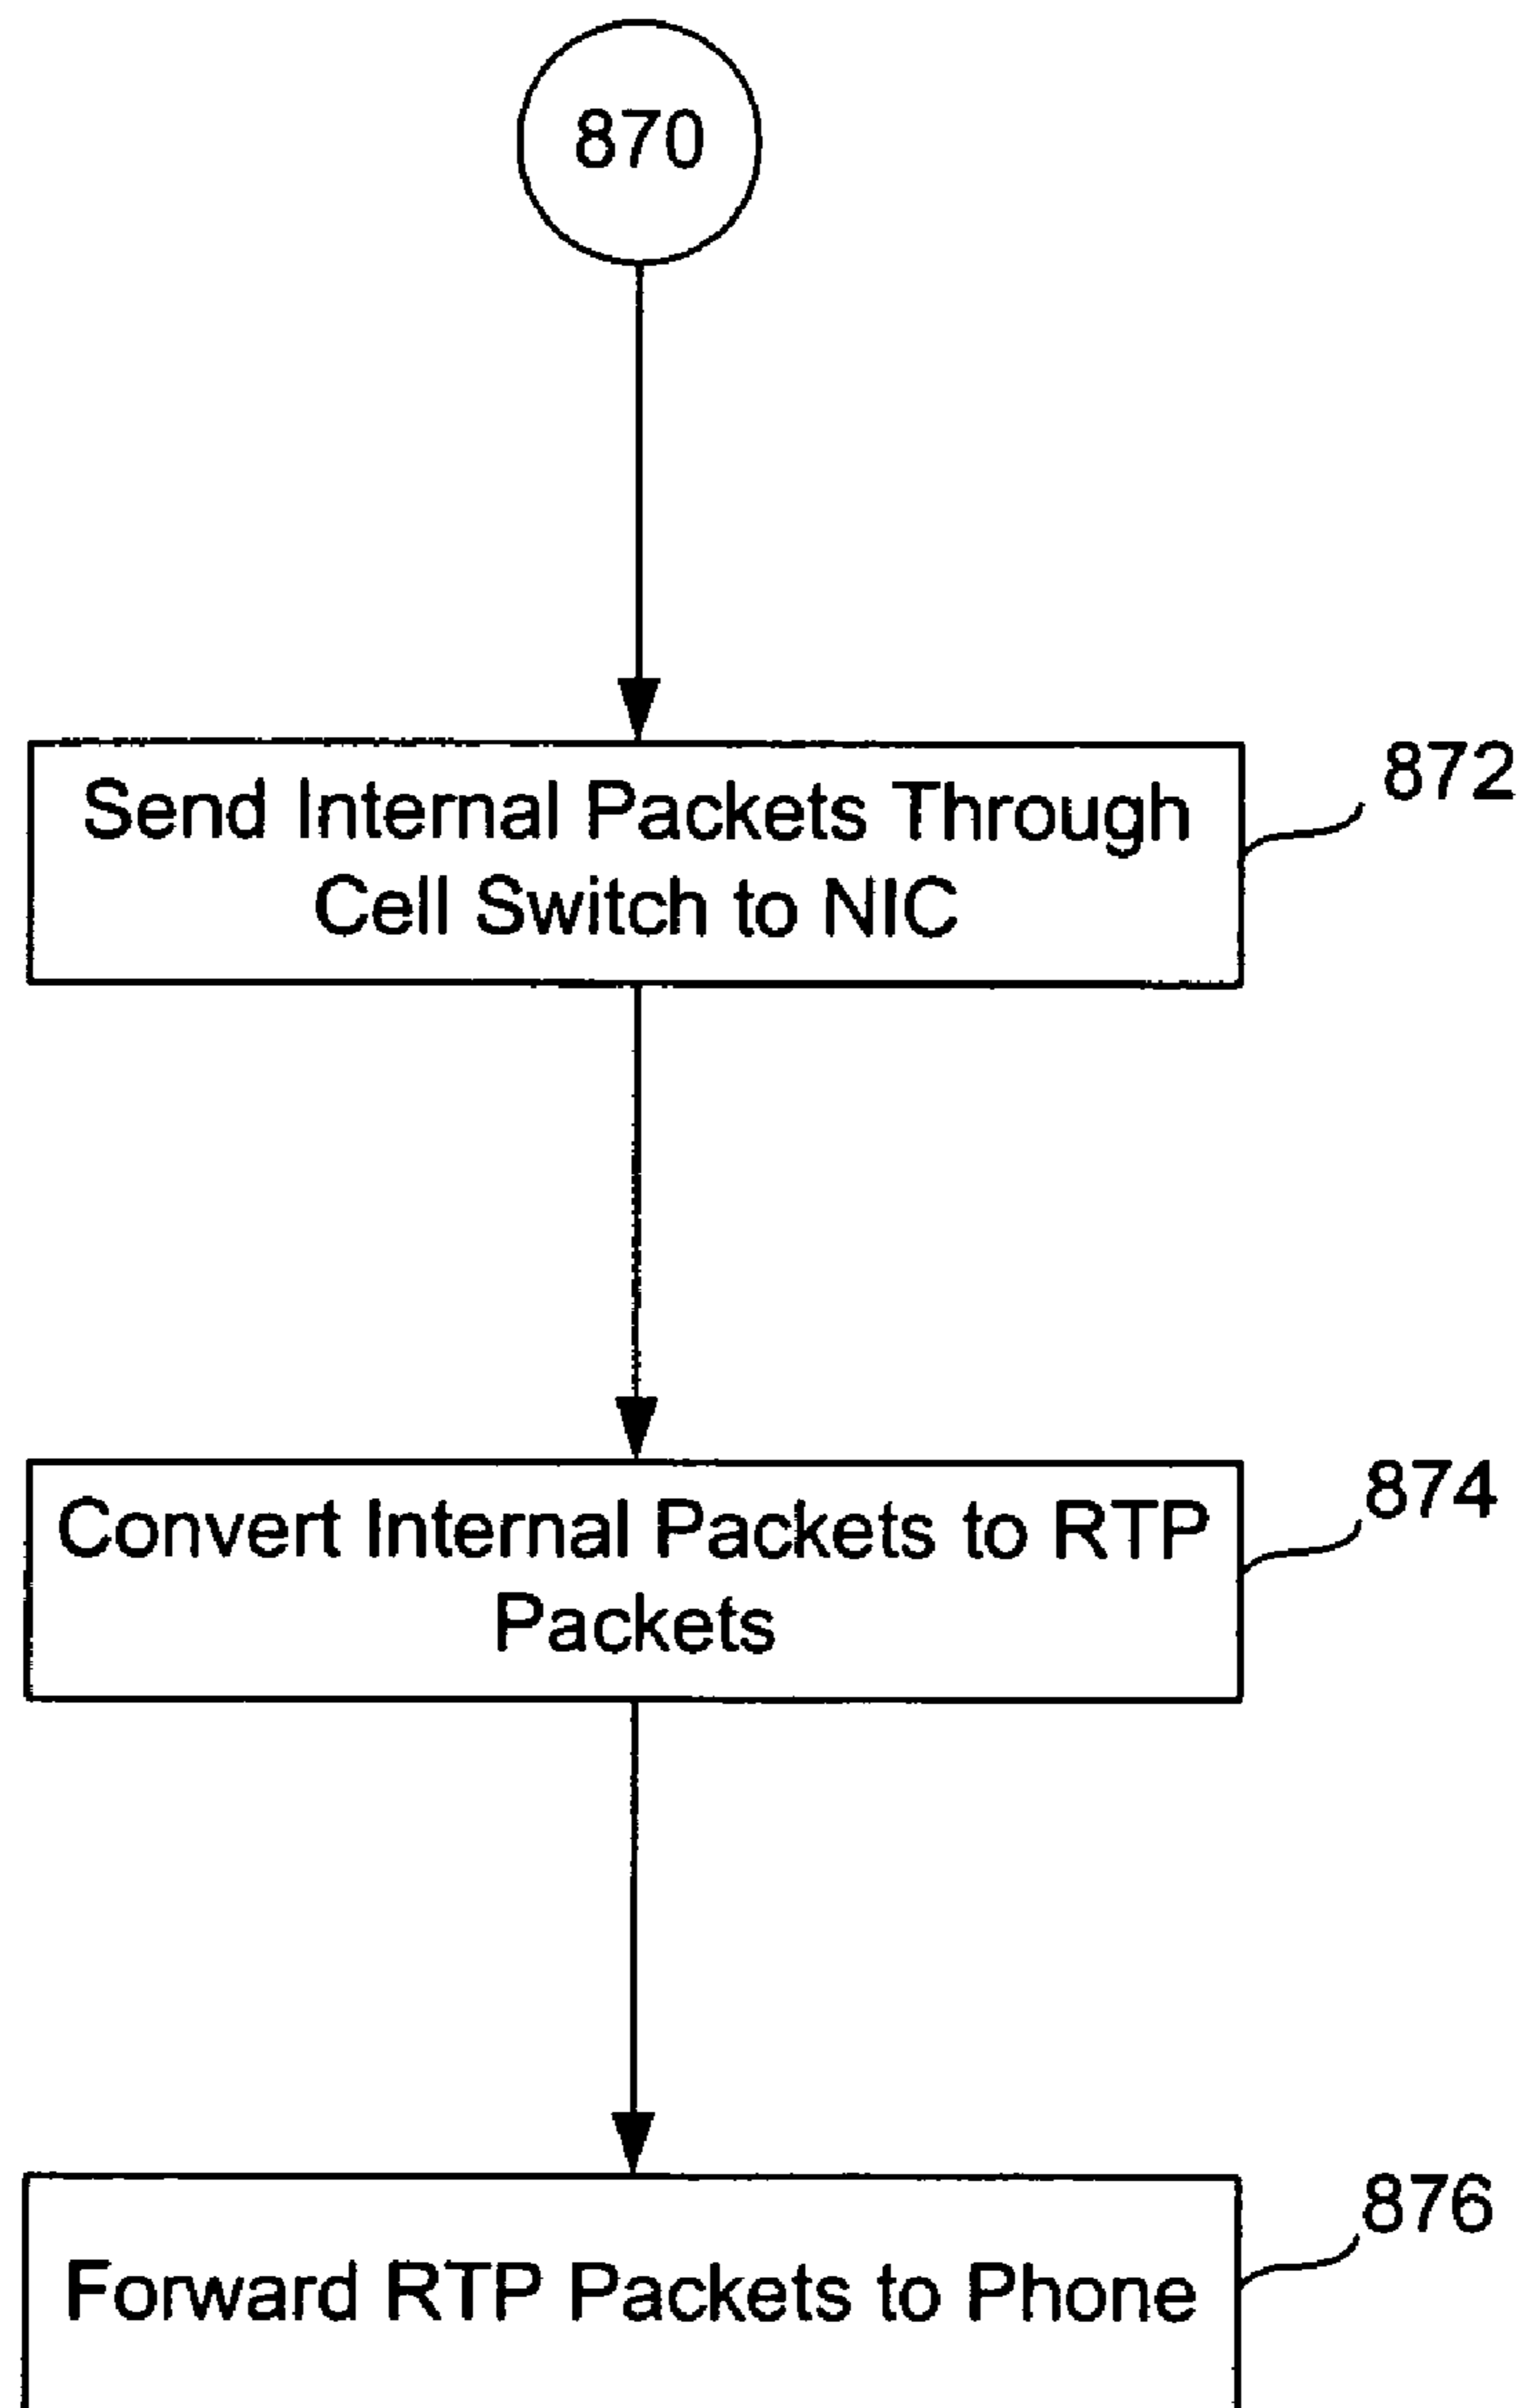 870
Send Internal Packets Through
Cell Switch to NIC
872
Convert Internal Packets to RTP
Packets
874
Forward RTP Packets to Phone
876